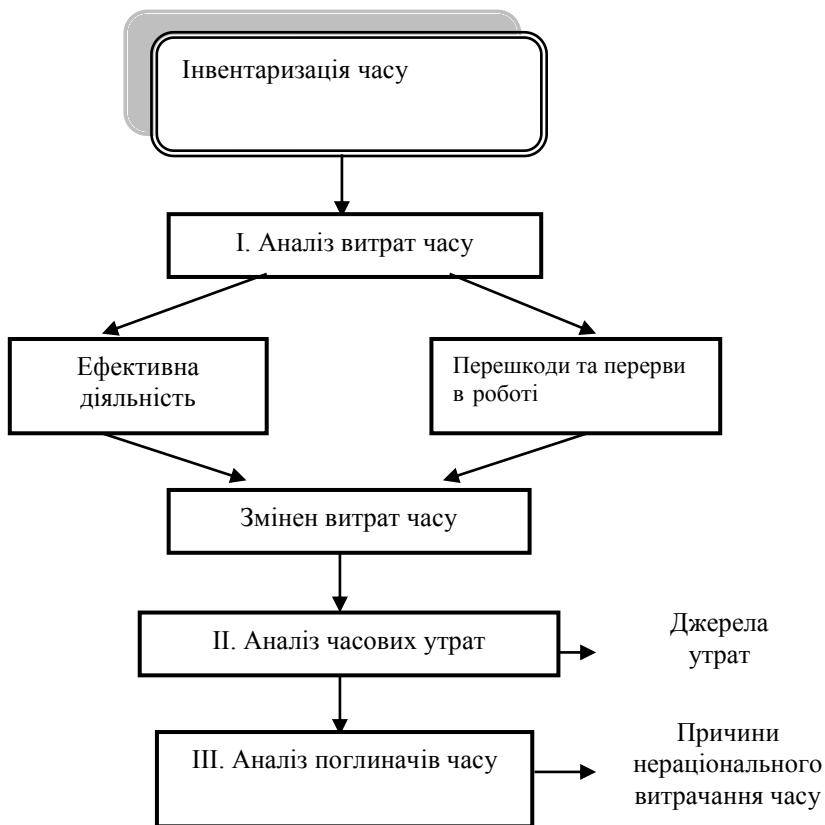 Інвентаризація часу
І. Аналіз витрат часу
Ефективна
діяльність
Перешкоди та перерви
в роботі
Змінен витрат часу
ІІ. Аналіз часових утрат
Джерела
утрат
ІІІ. Аналіз поглиначів часу
Причини
нераціонального
витрачання часу